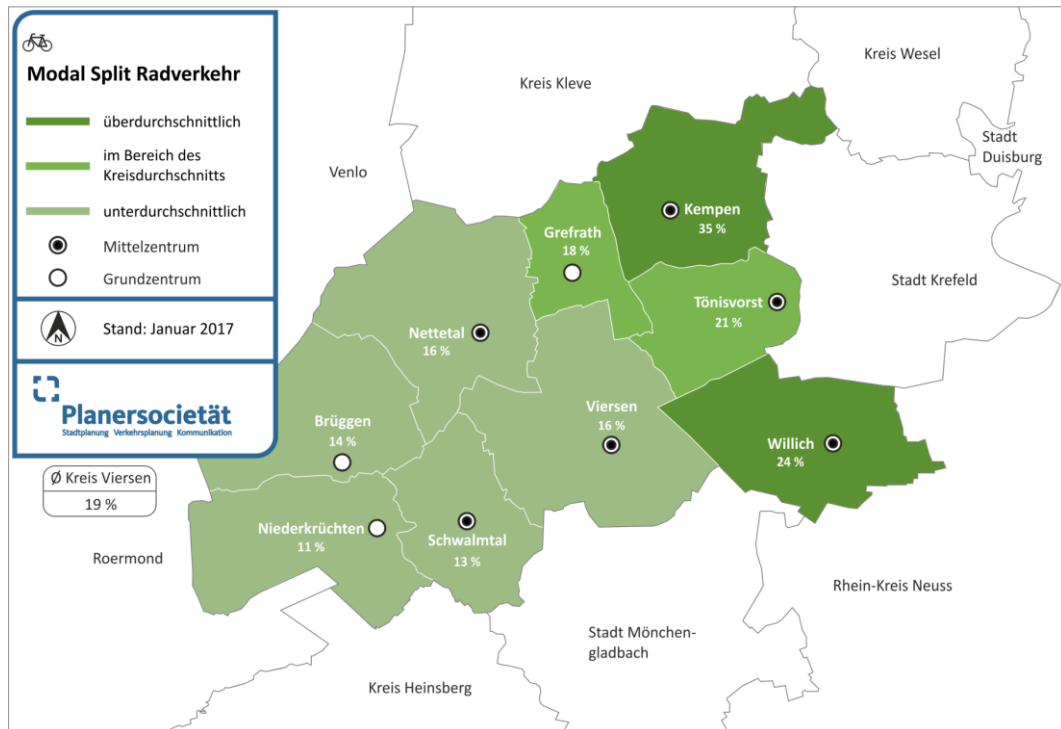 Modal Split Radverkehr
überdurchschnittlich
im Bereich des
Kreisdurchschnitts
unterdurchschnittlich
Mittelzentrum
Grundzentrum
N
Stand: Januar 2017
Planersocietät
Stadtplanung Verkehrsplanung Kommunikation
Ø Kreis Viersen
19 %
Kreis Wesel
Kreis Kleve
Stadt
Duisburg
Venlo
Kempen
35 %
Grefrath
18 %
Stadt Krefeld
Tönisvorst
21 %
Nettetal
16 %
Viersen
16 %
Brüggen
14 %
Willich
24 %
Niederkrüchten
11 %
Schwalmtal
13 %
Roermond
Rhein-Kreis Neuss
Stadt Mönchen-
gladbach
Kreis Heinsberg